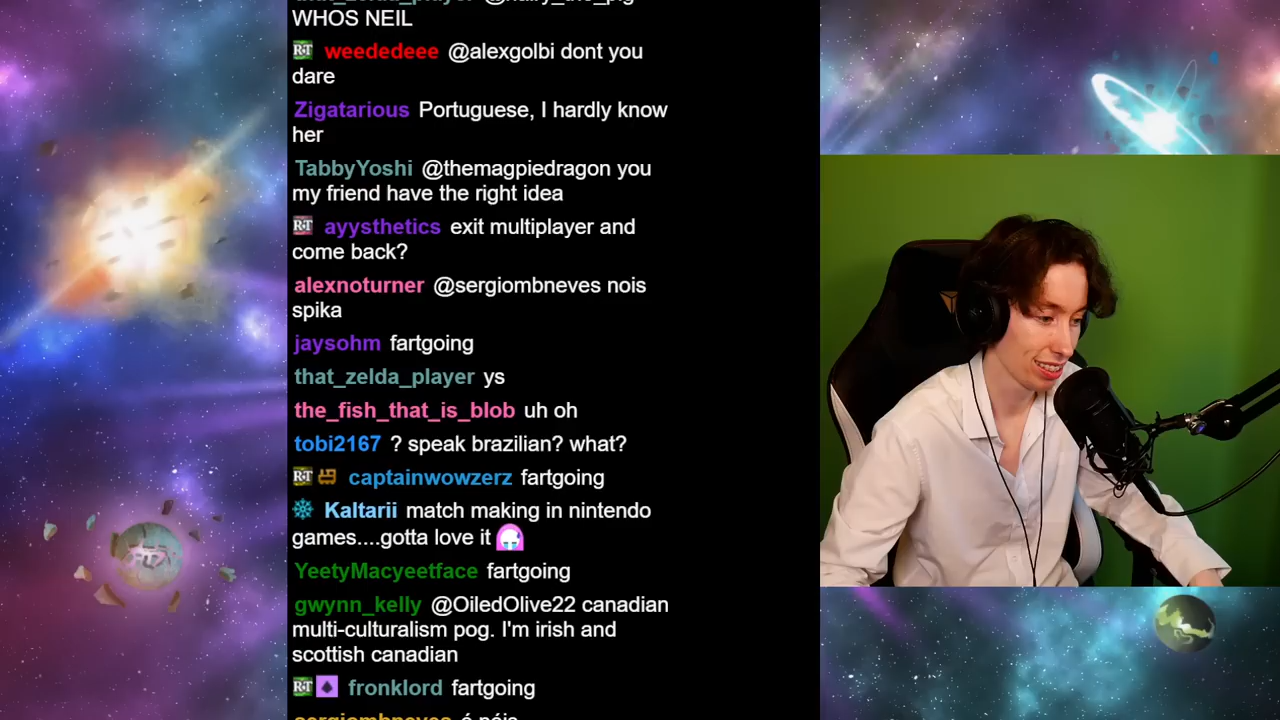 WHOS NEIL
weededeee @alexgolbi dont you
dare
Zigatarious Portuguese, I hardly know
her
TabbyYoshi @themagpiedragon you
my friend have the right idea
ayysthetics exit multiplayer and
come back?
alexnoturner @sergiombneves nois
spika
jaysohm fartgoing
that_zelda_player ys
the_fish_that_is_blob uh oh
tobi2167 ? speak brazilian? what?
captainwowzerz fartgoing
Kaltarii match making in nintendo
games....gotta love it
YeetyMacyeetface fartgoing
gwynn_kelly @OiledOlive22 canadian
multi-culturalism pog. I'm irish and
scottish canadian
fronklord fartgoing
sergiombneves é nóis